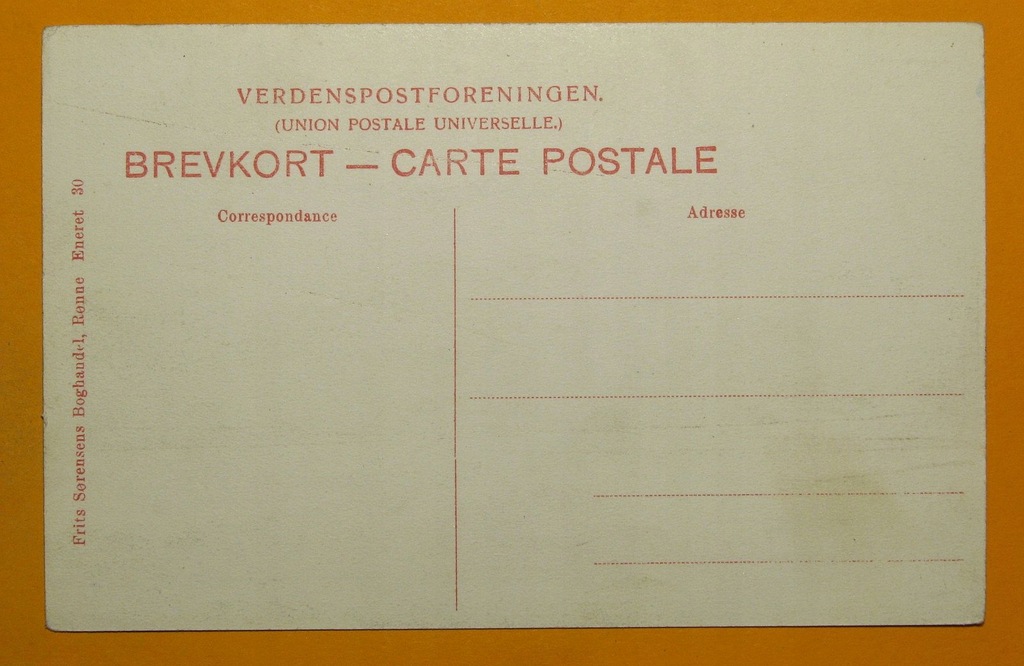 VERDENSPOSTFORENINGEN.
(UNION POSTALE UNIVERSELLE.)
BREVKORT — CARTE POSTALE
Correspondance
Adresse
Frits Sørensens Boghandel, Rønne Eneret 30